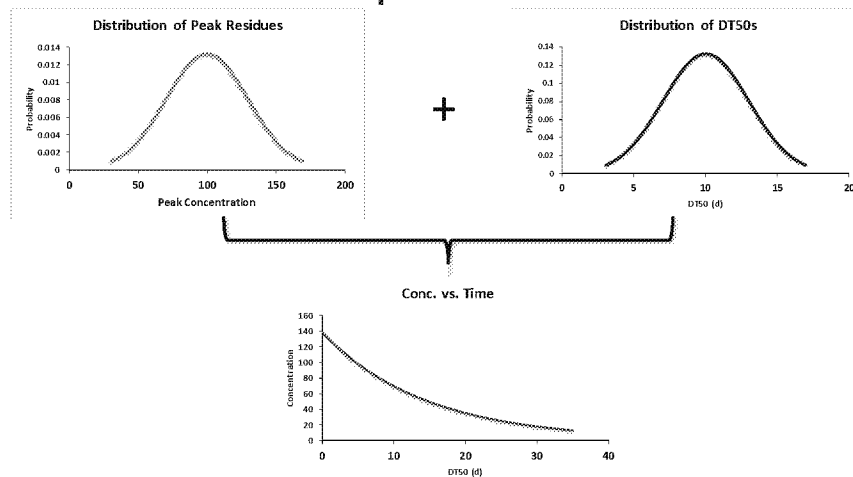 Distribution of Peak Residues
0.014
0.012
0.01
0.008
0.006
0.004
0.002
0
Probability
0 50 100 150 200
Peak Concentration
+
Distribution of DT50s
0.14
0.12
0.1
0.08
0.06
0.04
0.02
0
Probability
0 5 10 15 20
DT50 (d)
Conc. vs. Time
160
140
120
100
80
60
40
20
0
Concentration
0 10 20 30 40
DT50 (d)